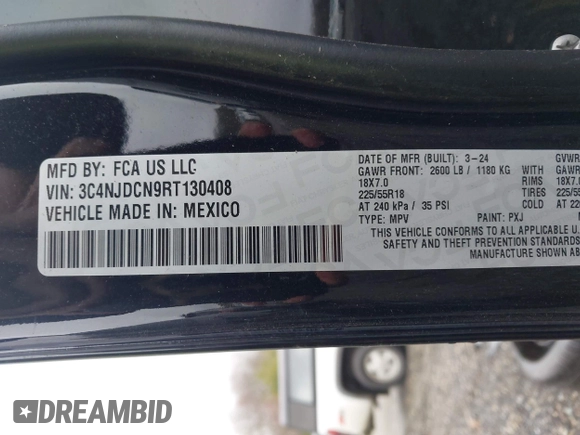 MFD BY: FCA US LLC
VIN: 3C4NJDCN9RT130408
VEHICLE MADE IN: MEXICO
DATE OF MFR (BUILT): 3-24
GAWR FRONT: 2600 LB / 1180 KG
18X7.0
225/55R18
AT 240 kPa / 35 PSI
TYPE: MPV PAINT: PXJ
THIS VEHICLE CONFORMS TO ALL APPLICABLE
SAFETY AND THEFT PREVENTION STANDARDS
MANUFACTURE SHOWN AB
GVWR
GAWR
RIMS
TIRES
COLD
DREAMBID